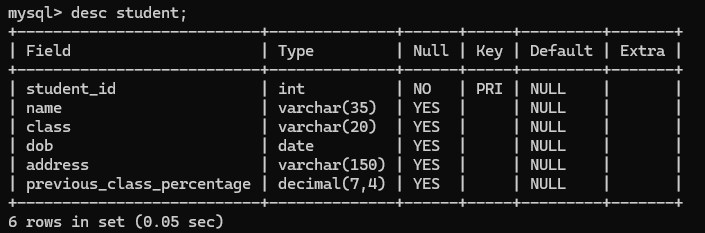 mysql> desc student;
+---------------------------+--------------+------+-----+---------+-------+
| Field                     | Type         | Null | Key | Default | Extra |
+---------------------------+--------------+------+-----+---------+-------+
| student_id                | int          | NO   | PRI | NULL    |       |
| name                      | varchar(35)  | YES  |     | NULL    |       |
| class                     | varchar(20)  | YES  |     | NULL    |       |
| dob                       | date         | YES  |     | NULL    |       |
| address                   | varchar(150) | YES  |     | NULL    |       |
| previous_class_percentage | decimal(7,4) | YES  |     | NULL    |       |
+---------------------------+--------------+------+-----+---------+-------+
6 rows in set (0.05 sec)